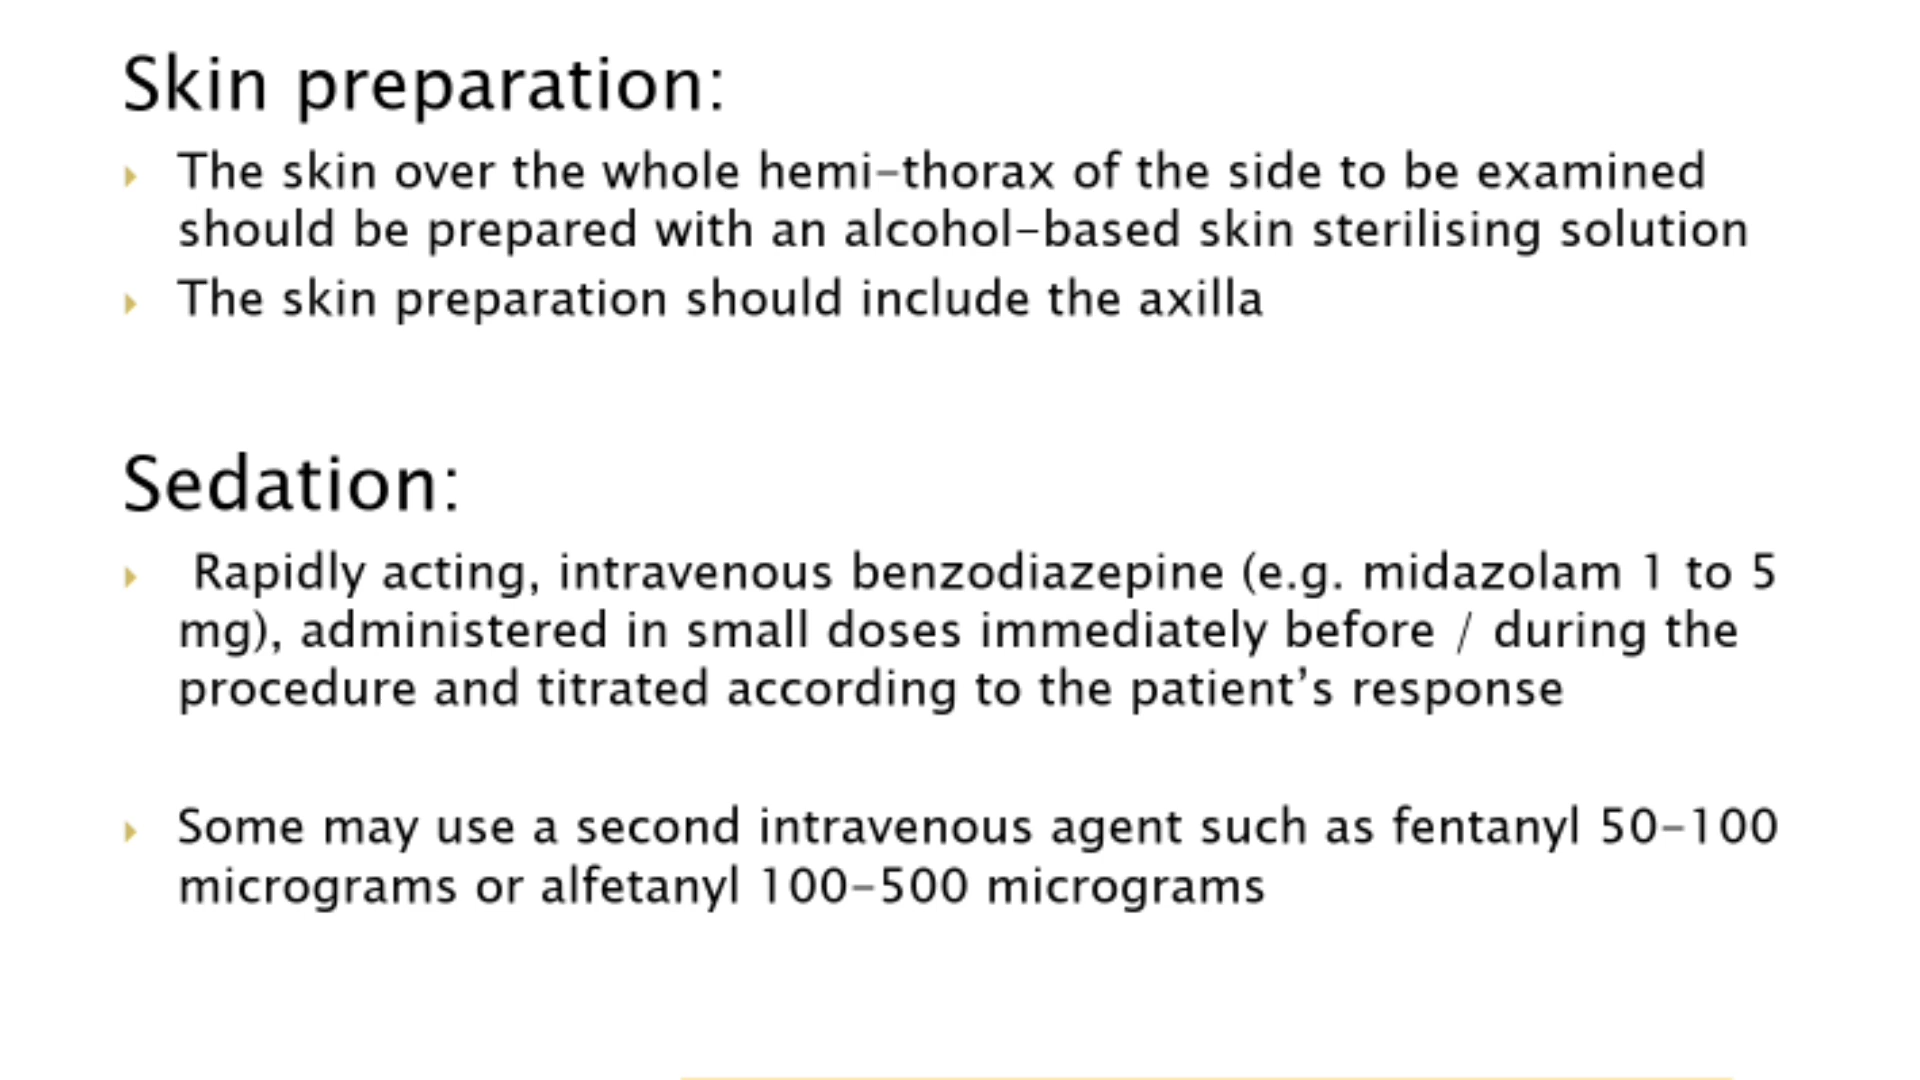 Skin preparation:
The skin over the whole hemi-thorax of the side to be examined
should be prepared with an alcohol-based skin sterilising solution
The skin preparation should include the axilla
Sedation:
Rapidly acting, intravenous benzodiazepine (e.g. midazolam 1 to 5
mg), administered in small doses immediately before / during the
procedure and titrated according to the patient’s response
Some may use a second intravenous agent such as fentanyl 50-100
micrograms or alfetanyl 100-500 micrograms